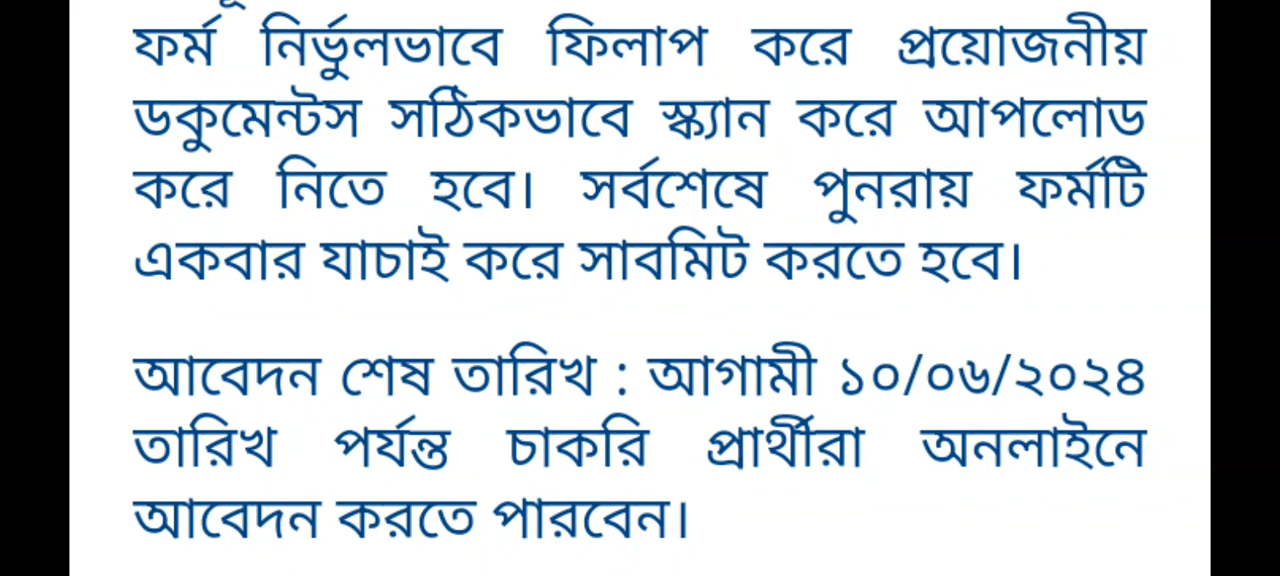 ফর্ম নির্ভুলভাবে ফিলাপ করে প্রয়োজনীয়
ডকুমেন্টস সঠিকভাবে স্ক্যান করে আপলোড
করে নিতে হবে। সর্বশেষে পুনরায় ফর্মটি
একবার যাচাই করে সাবমিট করতে হবে।
আবেদন শেষ তারিখ : আগামী ১০/০৬/২০২৪
তারিখ পর্যন্ত চাকরি প্রার্থীরা অনলাইনে
আবেদন করতে পারবেন।